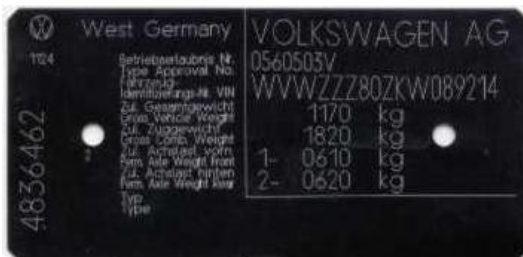 West Germany
VOLKSWAGEN AG
1124
Betriebserlaubnis Nr.
Type Approval No.
0560503V
Fahrzeug-
Identifizierungs-Nr. VIN
WVWZZZ80ZKW089214
Zul. Gesamtgewicht
Gross Vehicle Weight
1170 kg
Zul. Zuggewicht
Gross Comb. Weight
1820 kg
Zul. Achslast vorn
Perm. Axle Weight Front
1- 0610 kg
Zul. Achslast hinten
Perm. Axle Weight Rear
2- 0620 kg
Typ
Type
4836462